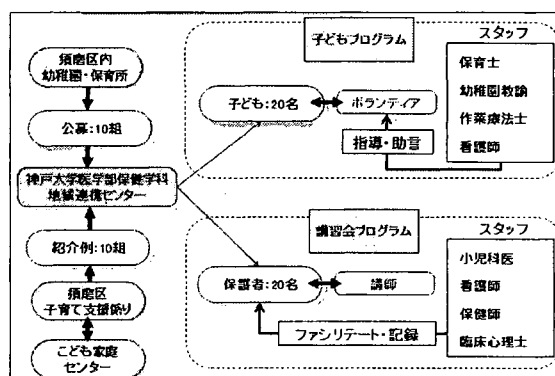 須磨区内
幼稚園・保育所
公募:10組
神戸大学医学部保健学科
地域連携センター
紹介例:10組
須磨区
子育て支援係り
こども家庭
センター
子どもプログラム
子ども:20名
ボランティア
指導・助言
スタッフ
保育士
幼稚園教諭
作業療法士
看護師
講習会プログラム
保護者:20名
講師
ファシリテート・記録
スタッフ
小児科医
看護師
保健師
臨床心理士